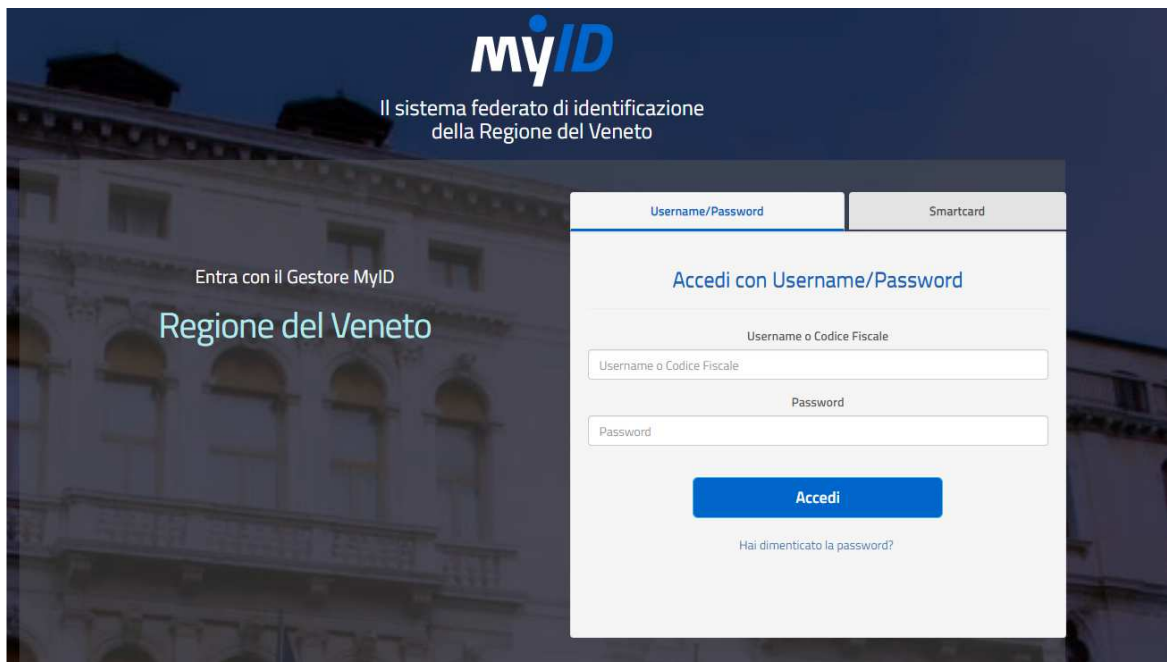 myID
Il sistema federato di identificazione
della Regione del Veneto
Entra con il Gestore MyID
Regione del Veneto
Username/Password
Smartcard
Accedi con Username/Password
Username o Codice Fiscale
Username o Codice Fiscale
Password
Password
Accedi
Hai dimenticato la password?